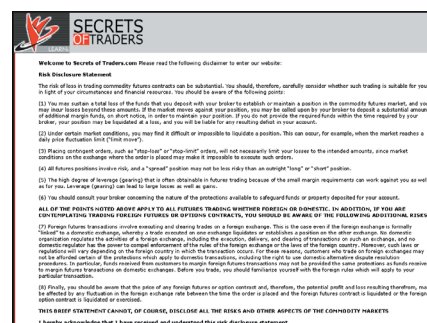 SECRETS
OF TRADERS
LEARN
Welcome to Secrets of Traders.com Please read the following disclaimer to enter our website:
Risk Disclosure Statement
The risk of loss in trading commodity futures contracts can be substantial. You should, therefore, carefully consider whether such trading is suitable for you
in light of your circumstances and financial resources. You should be aware of the following points:
(1) You may sustain a total loss of the funds that you deposit with your broker to establish or maintain a position in the commodity futures market, and you
may incur losses beyond these amounts. If the market moves against your position, you may be called upon by your broker to deposit a substantial amount
of additional margin funds, on short notice, in order to maintain your position. If you do not provide the required funds within the time required by your
broker, your position may be liquidated at a loss, and you will be liable for any resulting deficit in your account.
(2) Under certain market conditions, you may find it difficult or impossible to liquidate a position. This can occur, for example, when the market reaches a
daily price fluctuation limit ("limit move").
(3) Placing contingent orders, such as "stop-loss" or "stop-limit" orders, will not necessarily limit your losses to the intended amounts, since market
conditions on the exchange where the order is placed may make it impossible to execute such orders.
(4) All futures positions involve risk, and a "spread" position may not be less risky than an outright "long" or "short" position.
(5) The high degree of leverage (gearing) that is often obtainable in futures trading because of the small margin requirements can work against you as well
as for you. Leverage (gearing) can lead to large losses as well as gains.
(6) You should consult your broker concerning the nature of the protections available to safeguard funds or property deposited for your account.
ALL OF THE POINTS NOTED ABOVE APPLY TO ALL FUTURES TRADING WHETHER FOREIGN OR DOMESTIC. IN ADDITION, IF YOU ARE
CONTEMPLATING TRADING FOREIGN FUTURES OR OPTIONS CONTRACTS, YOU SHOULD BE AWARE OF THE FOLLOWING ADDITIONAL RISKS
(7) Foreign futures transactions involve executing and clearing trades on a foreign exchange. This is the case even if the foreign exchange is formally
"linked" to a domestic exchange, whereby a trade executed on one exchange liquidates or establishes a position on the other exchange. No domestic
organization regulates the activities of a foreign exchange, including the execution, delivery, and clearing of transactions on such an exchange, and no
domestic regulator has the power to compel enforcement of the rules of the foreign exchange or the laws of the foreign country. Moreover, such laws or
regulations will vary depending on the foreign country in which the transaction occurs. For these reasons, customers who trade on foreign exchanges may
not be afforded certain of the protections which apply to domestic transactions, including the right to use domestic alternative dispute resolution
procedures. In particular, funds received from customers to margin foreign futures transactions may not be provided the same protections as funds receive
to margin futures transactions on domestic exchanges. Before you trade, you should familiarize yourself with the foreign rules which will apply to your
particular transaction.
(8) Finally, you should be aware that the price of any foreign futures or option contract and, therefore, the potential profit and loss resulting therefrom, ma
be affected by any fluctuation in the foreign exchange rate between the time the order is placed and the foreign futures contract is liquidated or the foreign
option contract is liquidated or exercised.
THIS BRIEF STATEMENT CANNOT, OF COURSE, DISCLOSE ALL THE RISKS AND OTHER ASPECTS OF THE COMMODITY MARKETS
I hereby acknowledge that I have received and understood this risk disclosure statement